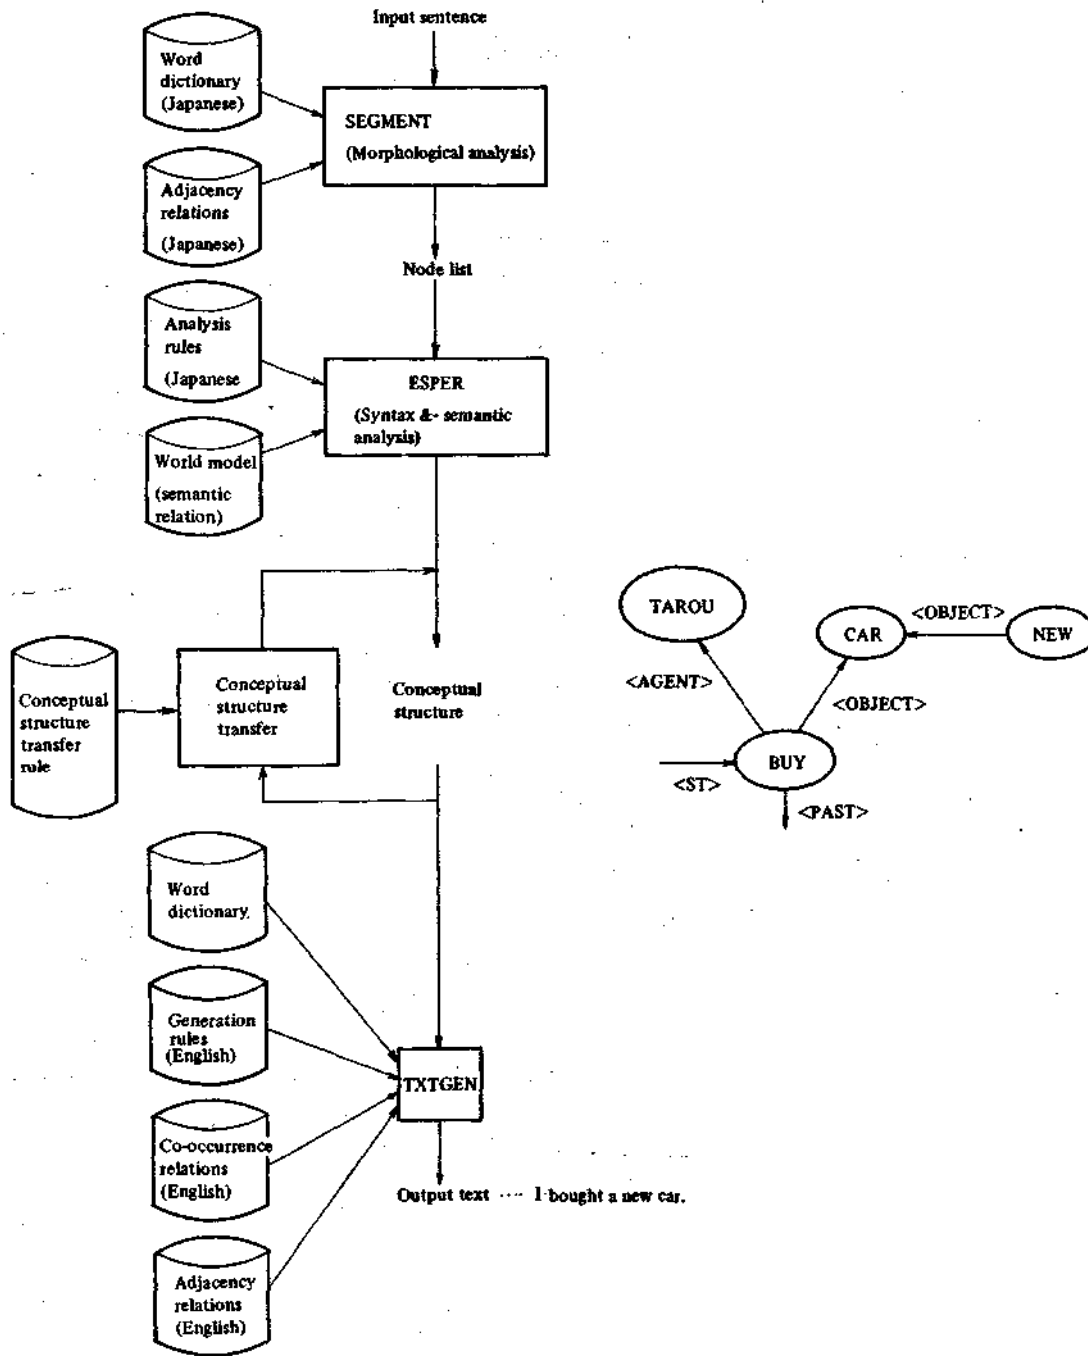 Input sentence
Word
dictionary
(Japanese)
SEGMENT
(Morphological analysis)
Adjacency
relations
(Japanese)
Node list
Analysis
rules
(Japanese
ESPER
(Syntax & semantic
analysis)
World model
(semantic
relation)
Conceptual
structure
transfer
rule
Conceptual
structure
transfer
Conceptual
structure
TAROU
CAR
<OBJECT>
NEW
<AGENT>
<OBJECT>
BUY
<ST>
<PAST>
Word
dictionary
Generation
rules
(English)
TXTGEN
Co-occurrence
relations
(English)
Output text ···· I bought a new car.
Adjacency
relations
(English)